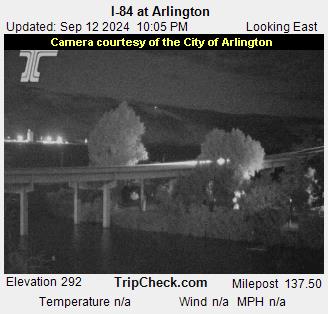 I-84 at Arlington
Updated: Sep 12 2024 10:05 PM Looking East
Camera courtesy of the City of Arlington
Elevation 292 TripCheck.com Milepost 137.50
Temperature n/a Wind n/a MPH n/a